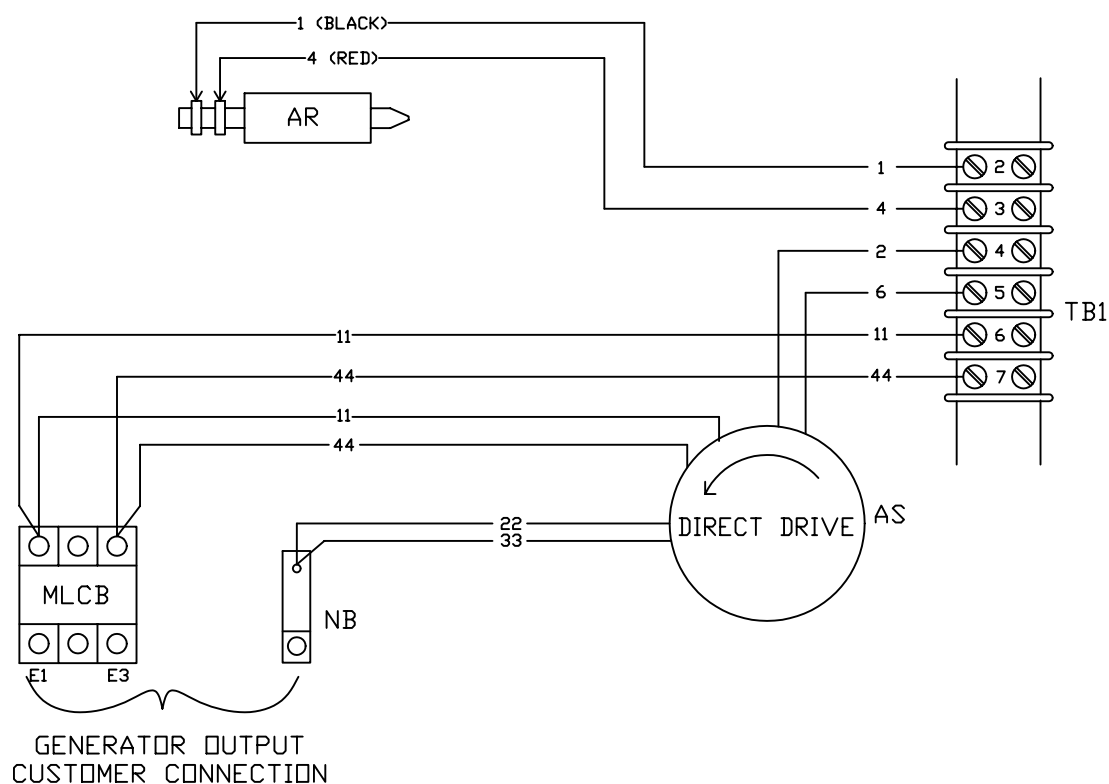 1 (BLACK)
4 (RED)
AR
1
2
4
3
2
4
6
5
TB1
11
11
6
44
44
7
11
44
22
33
DIRECT DRIVE
AS
MLCB
NB
E1
E3
GENERATOR OUTPUT
CUSTOMER CONNECTION